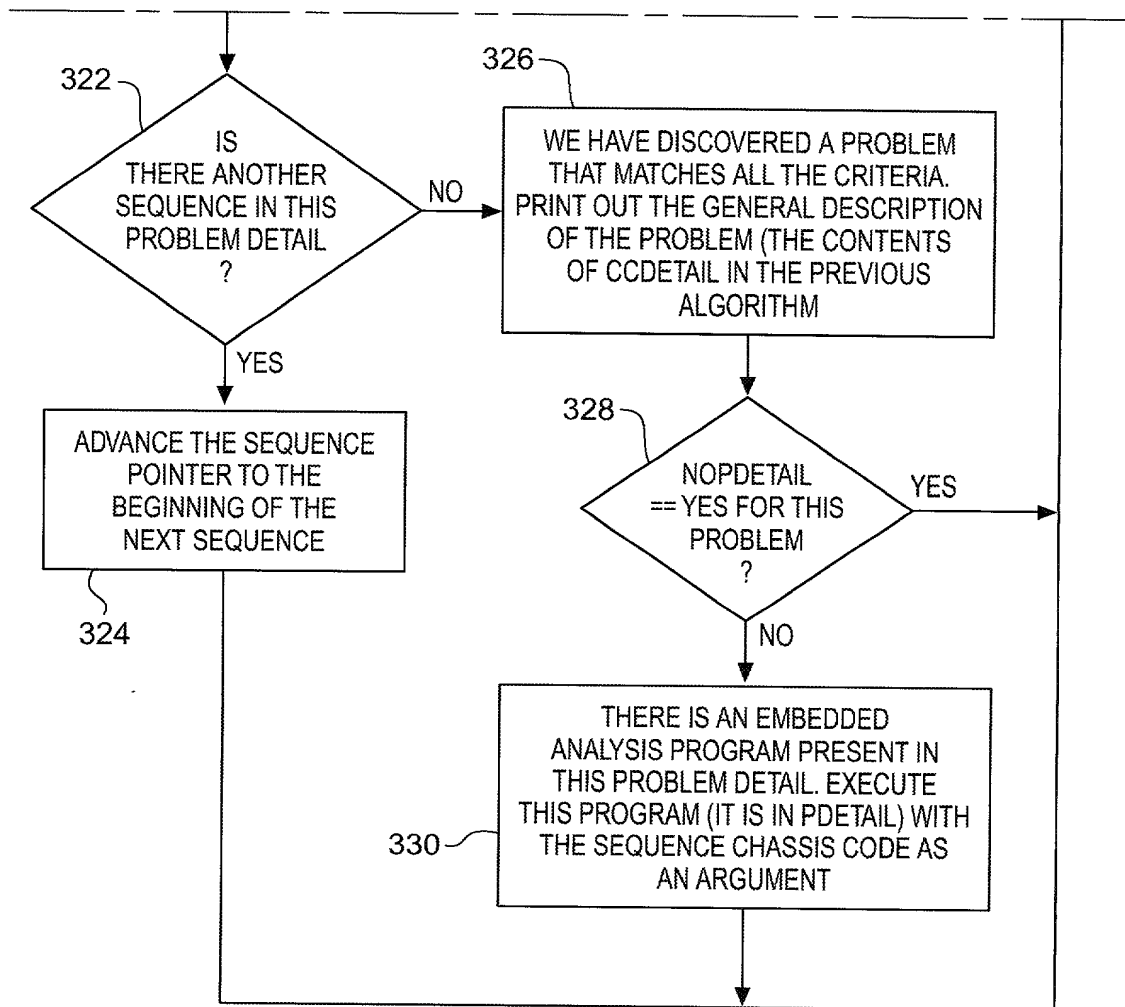 322
IS
THERE ANOTHER
SEQUENCE IN THIS
PROBLEM DETAIL
?
NO
YES
326
WE HAVE DISCOVERED A PROBLEM
THAT MATCHES ALL THE CRITERIA.
PRINT OUT THE GENERAL DESCRIPTION
OF THE PROBLEM (THE CONTENTS
OF CCDETAIL IN THE PREVIOUS
ALGORITHM
ADVANCE THE SEQUENCE
POINTER TO THE
BEGINNING OF THE
NEXT SEQUENCE
324
328
NOPDETAIL
== YES FOR THIS
PROBLEM
?
YES
NO
THERE IS AN EMBEDDED
ANALYSIS PROGRAM PRESENT IN
THIS PROBLEM DETAIL. EXECUTE
THIS PROGRAM (IT IS IN PDETAIL) WITH
THE SEQUENCE CHASSIS CODE AS
AN ARGUMENT
330